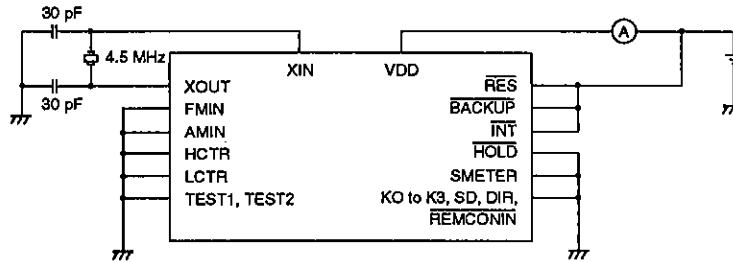 30 pF
A
4.5 MHz
XIN
VDD
30 pF
XOUT
RES
FMIN
BACKUP
AMIN
INT
HCTR
HOLD
LCTR
SMETER
TEST1, TEST2
KO to K3, SD, DIR,
REMCONIN